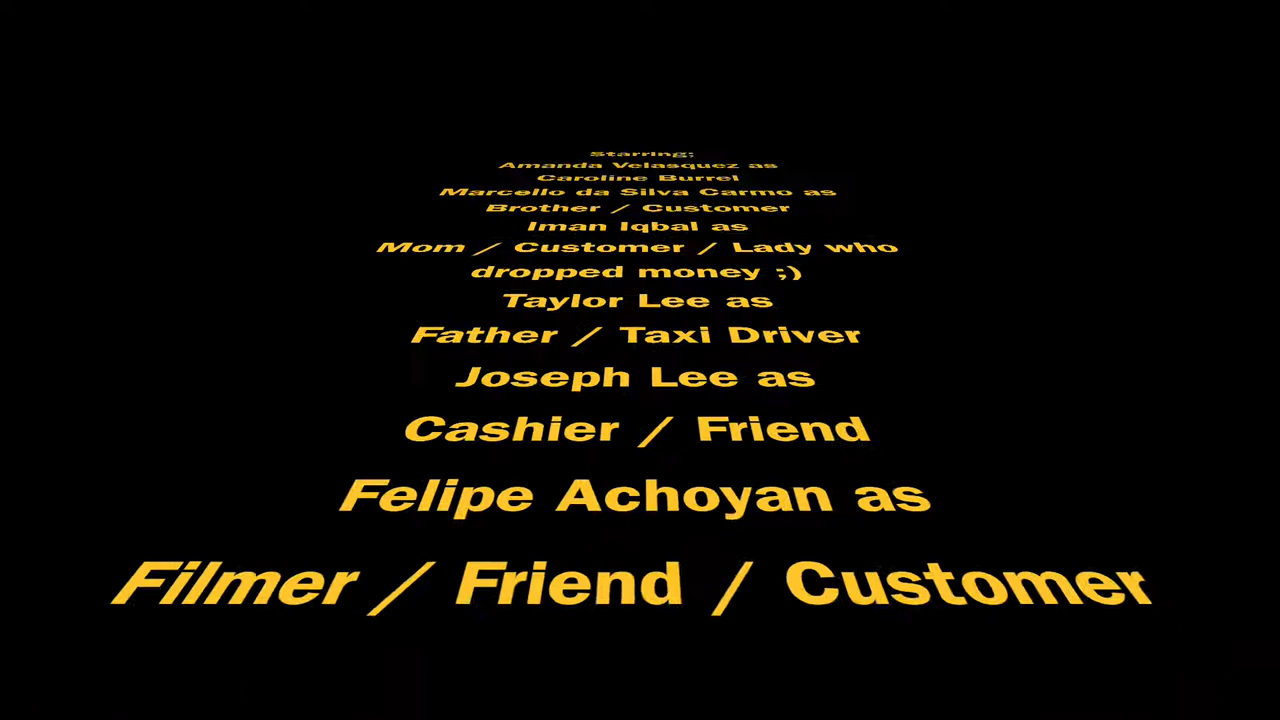 Starring;
Amanda Velasquez as
Caroline Burrel
Marcello da Silva Carmo as
Brother / Customer
Iman Iqbal as
Mom / Customer / Lady who
dropped money ;)
Taylor Lee as
Father / Taxi Driver
Joseph Lee as
Cashier / Friend
Felipe Achoyan as
Filmer / Friend / Customer